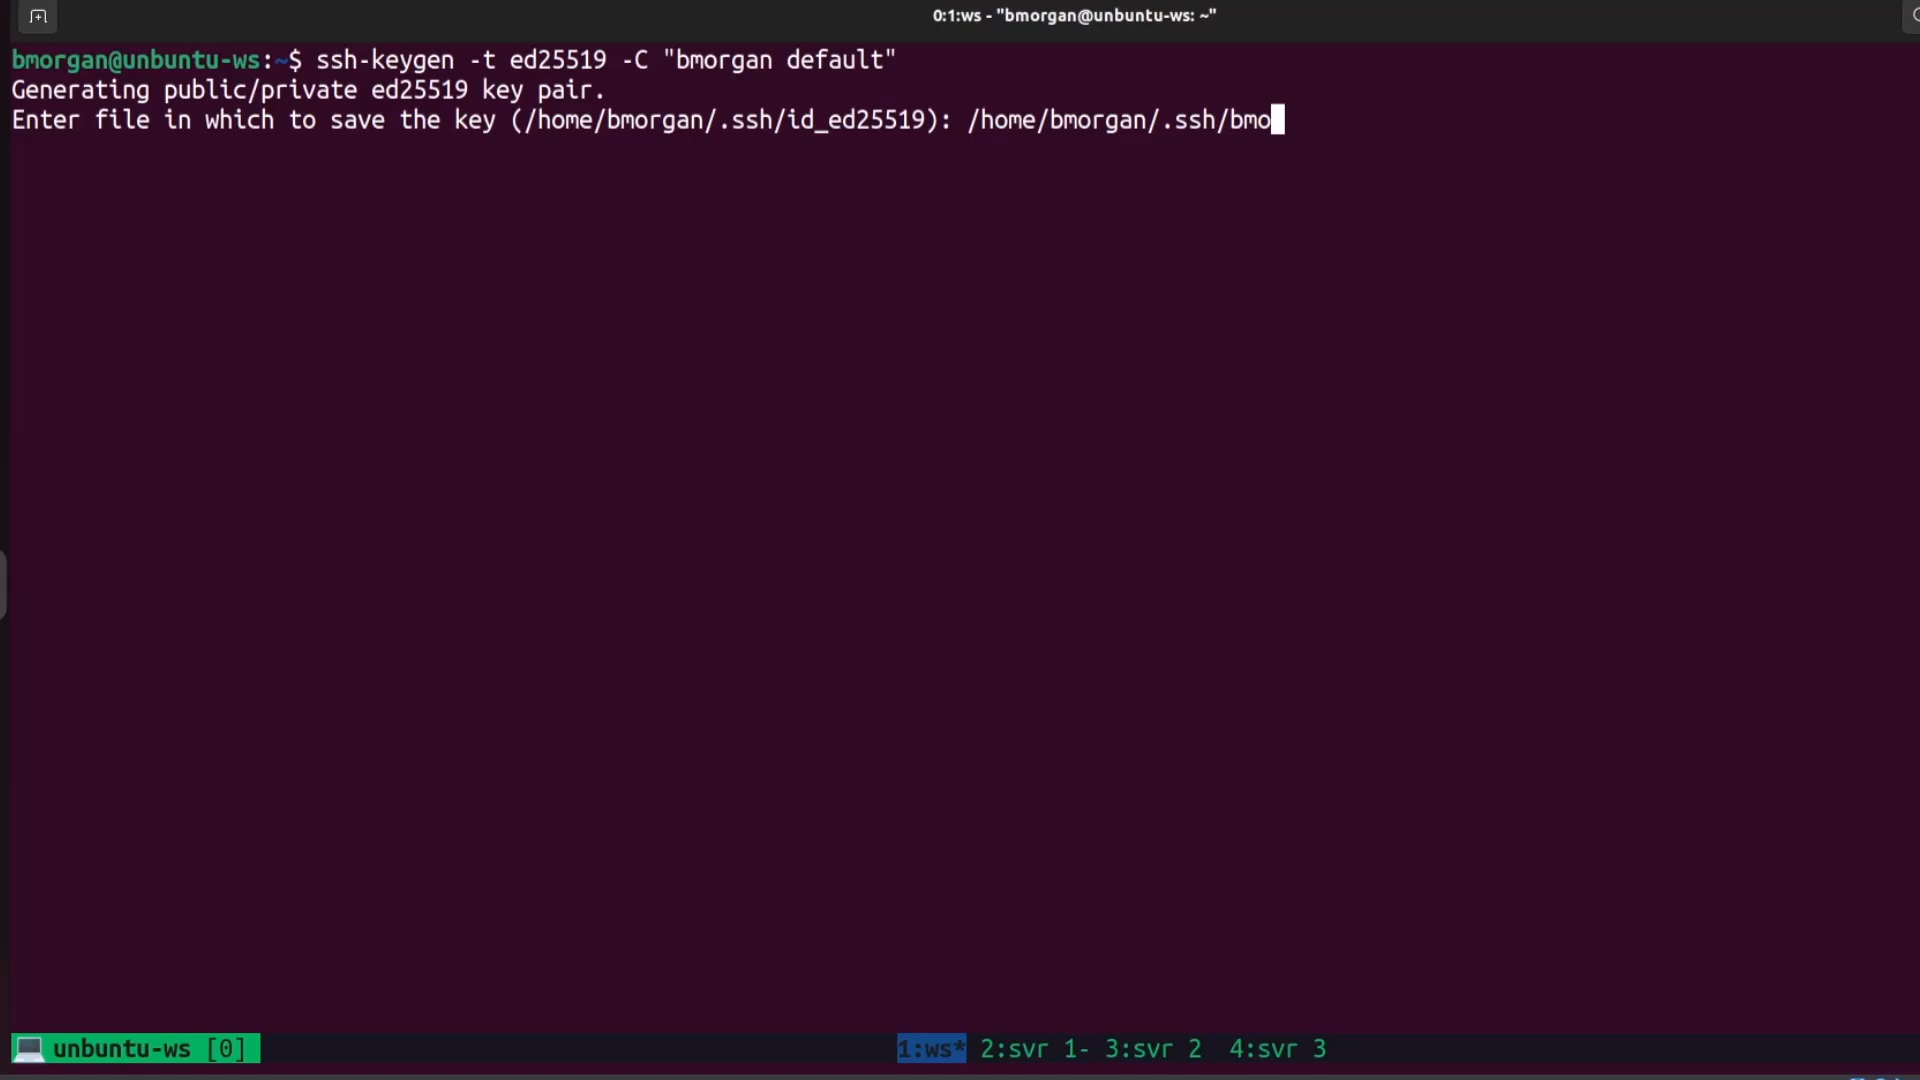 0:1:ws - "bmorgan@unbuntu-ws: ~"
bmorgan@unbuntu-ws:~$ ssh-keygen -t ed25519 -C "bmorgan default"
Generating public/private ed25519 key pair.
Enter file in which to save the key (/home/bmorgan/.ssh/id_ed25519): /home/bmorgan/.ssh/bmo
unbuntu-ws [0] 1:ws* 2:svr 1- 3:svr 2 4:svr 3